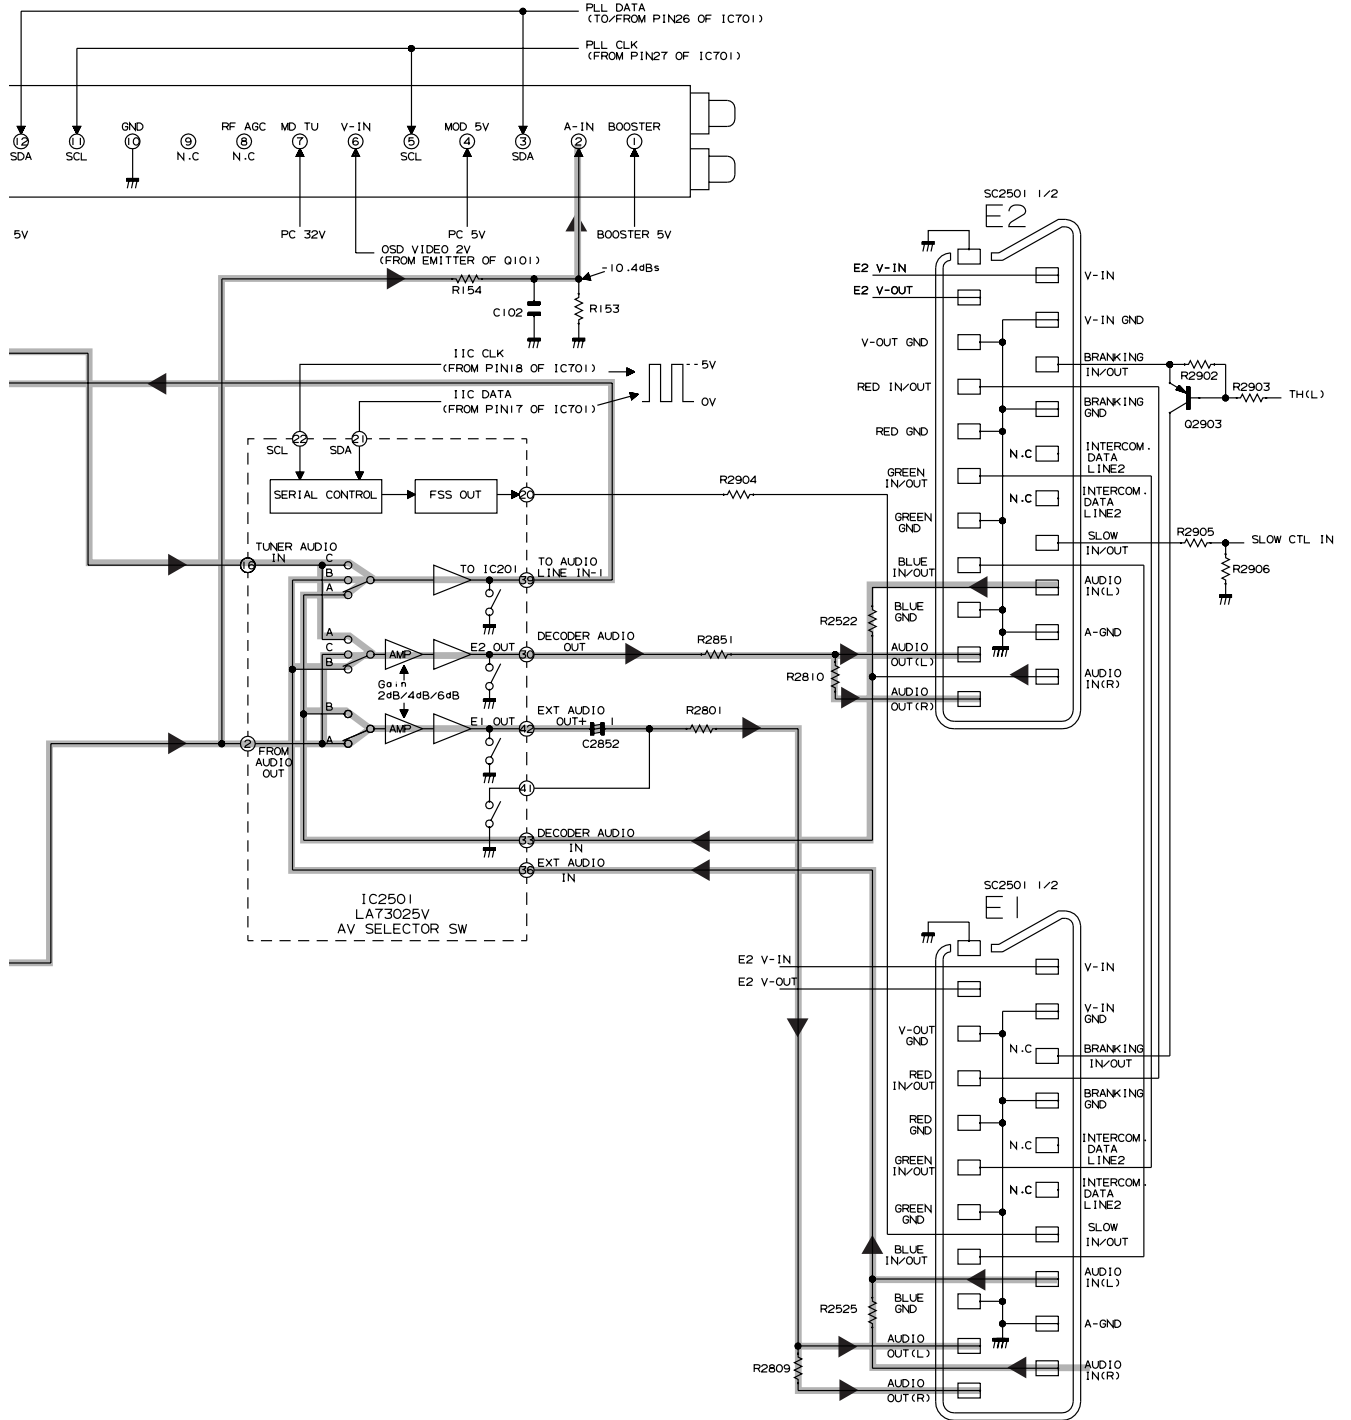 PLL DATA
(TO/FROM PIN26 OF IC701)
PLL CLK
(FROM PIN27 OF IC701)
GND
RF AGC
MD TU
V-IN
MOD 5V
A-IN
BOOSTER
12
11
10
9
8
7
6
5
4
3
2
1
SDA
SCL
N.C
N.C
SCL
SDA
5V
PC 32V
PC 5V
BOOSTER 5V
OSD VIDEO 2V
(FROM EMITTER OF Q101)
-10.4dBs
R154
C102
R153
IIC CLK
(FROM PIN18 OF IC701)
5V
IIC DATA
(FROM PIN17 OF IC701)
0V
22
21
SCL
SDA
SERIAL CONTROL
FSS OUT
20
R2904
TUNER AUDIO
IN
16
C
B
A
TO IC201
39
TO AUDIO
LINE IN-1
A
C
B
AMP
E2 OUT
30
DECODER AUDIO
OUT
R2851
Gain
2dB/4dB/6dB
B
A
AMP
E1 OUT
42
EXT AUDIO
OUT+
1
C2852
R2801
2
FROM
AUDIO
OUT
41
33
DECODER AUDIO
IN
36
EXT AUDIO
IN
IC2501
LA73025V
AV SELECTOR SW
SC2501 1/2
E2
E2 V-IN
V-IN
E2 V-OUT
V-IN GND
V-OUT GND
BRANKING
IN/OUT
R2902
R2903
TH(L)
Q2903
RED IN/OUT
BRANKING
GND
RED GND
N.C
INTERCOM.
DATA
LINE2
GREEN
IN/OUT
N.C
INTERCOM.
DATA
LINE2
GREEN
GND
SLOW
IN/OUT
R2905
SLOW CTL IN
R2906
BLUE
IN/OUT
AUDIO
IN(L)
BLUE
GND
R2522
A-GND
AUDIO
OUT(L)
R2810
AUDIO
IN(R)
AUDIO
OUT(R)
SC2501 1/2
E1
E2 V-IN
V-IN
E2 V-OUT
V-IN
GND
V-OUT
GND
N.C
BRANKING
IN/OUT
RED
IN/OUT
BRANKING
GND
RED
GND
N.C
INTERCOM.
DATA
LINE2
GREEN
IN/OUT
N.C
INTERCOM.
DATA
LINE2
GREEN
GND
SLOW
IN/OUT
BLUE
IN/OUT
AUDIO
IN(L)
BLUE
GND
R2525
A-GND
AUDIO
OUT(L)
R2809
AUDIO
IN(R)
AUDIO
OUT(R)